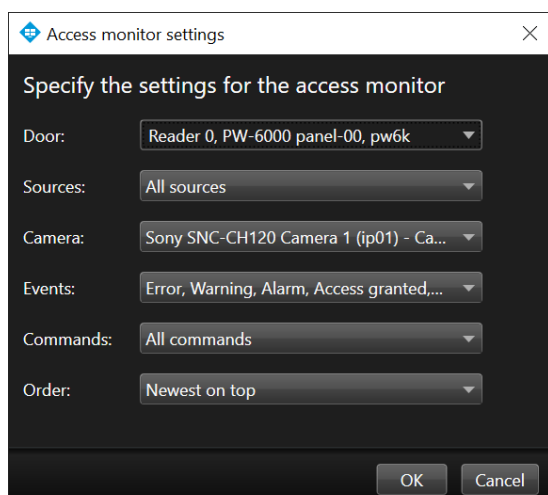 Access monitor settings
Specify the settings for the access monitor
Door: Reader 0, PW-6000 panel-00, pw6k
Sources: All sources
Camera: Sony SNC-CH120 Camera 1 (ip01) - Ca...
Events: Error, Warning, Alarm, Access granted,...
Commands: All commands
Order: Newest on top
OK Cancel